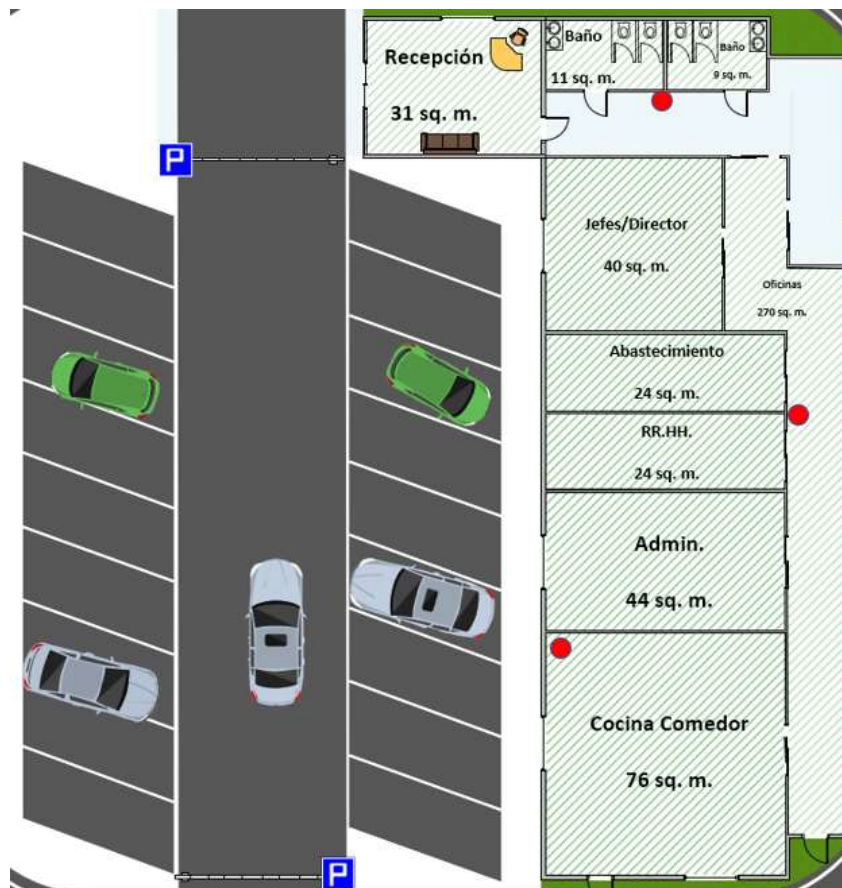 Recepción
31 sq. m.
Baño
11 sq. m.
Baño
9 sq. m.
P
Jefes/Director
40 sq. m.
Oficinas
270 sq. m.
Abastecimiento
24 sq. m.
RR.HH.
24 sq. m.
Admin.
44 sq. m.
Cocina Comedor
76 sq. m.
P